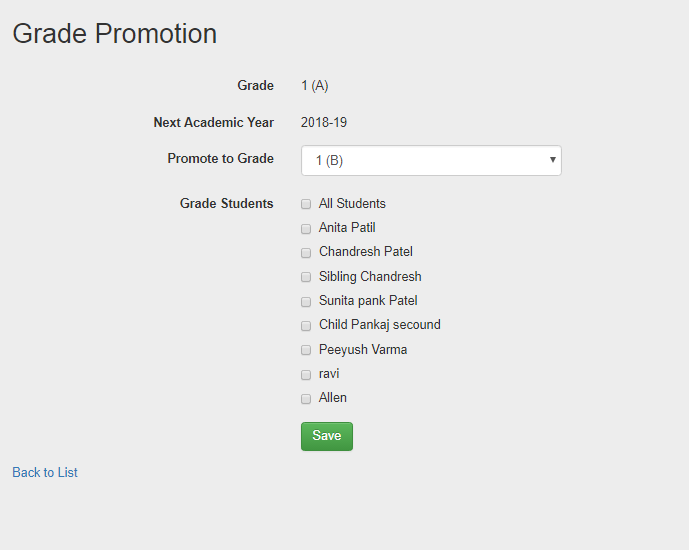 Grade Promotion
Grade 1 (A)
Next Academic Year 2018-19
Promote to Grade 1 (B)
Grade Students All Students
Anita Patil
Chandresh Patel
Sibling Chandresh
Sunita pank Patel
Child Pankaj secound
Peeyush Varma
ravi
Allen
Save
Back to List